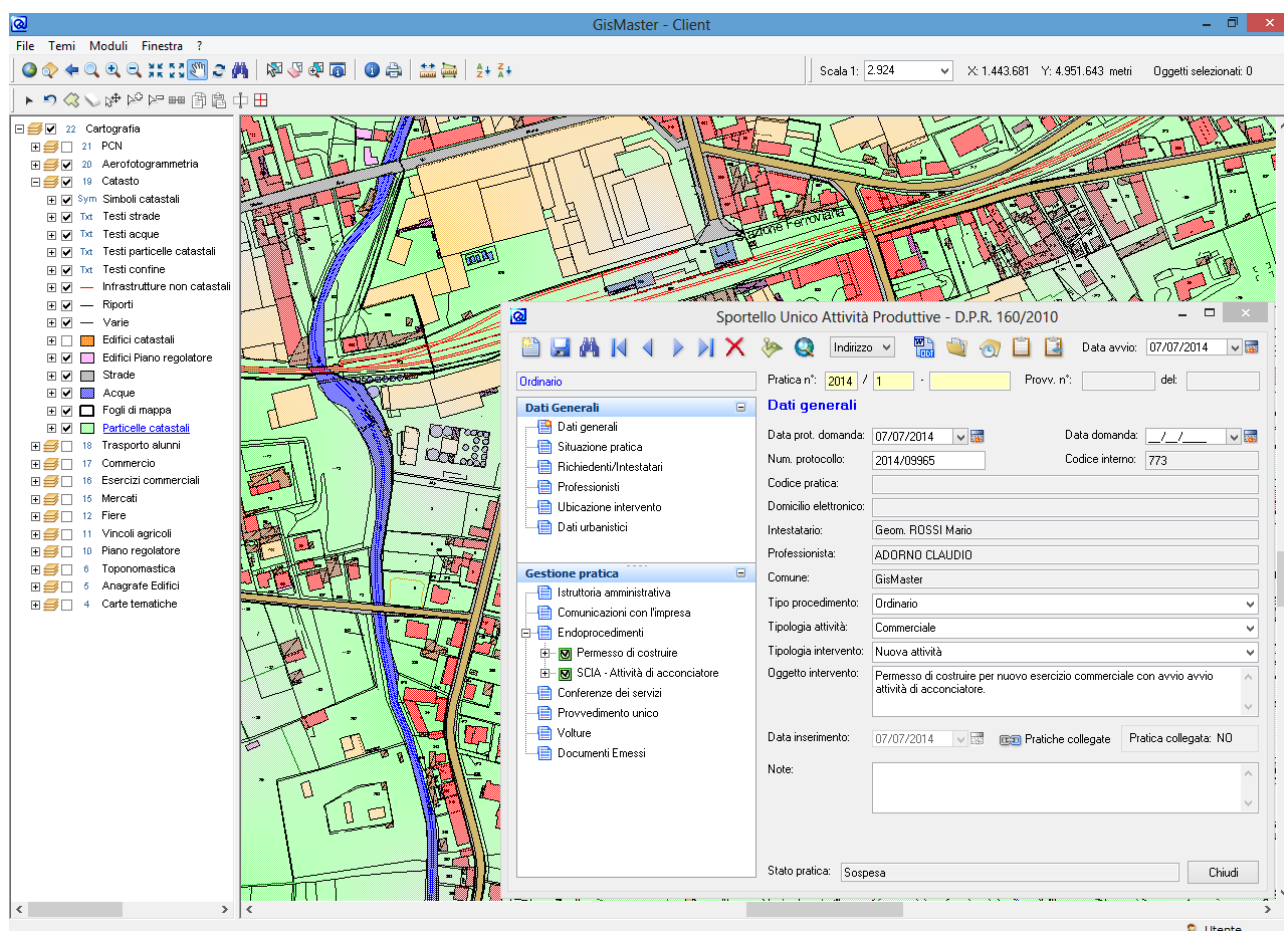 GisMaster - Client
File Temi Moduli Finestra ?
Scala 1: 2.924 X: 1.443.681 Y: 4.951.643 metri Oggetti selezionati: 0
22 Cartografia
21 PCN
20 Aerofotogrammetria
19 Catasto
Sym Simboli catastali
Txt Testi strade
Txt Testi acque
Txt Testi particelle catastali
Txt Testi confine
Infrastrutture non catastali
Riporti
Varie
Edifici catastali
Edifici Piano regolatore
Strade
Acque
Fogli di mappa
Particelle catastali
18 Trasporto alunni
17 Commercio
16 Esercizi commerciali
15 Mercati
12 Fiere
11 Vincoli agricoli
10 Piano regolatore
6 Toponomastica
5 Anagrafe Edifici
4 Carte tematiche
Stazione Ferroviaria
Sportello Unico Attività Produttive - D.P.R. 160/2010
Indirizzo Data avvio: 07/07/2014
Ordinario
Pratica n°: 2014 / 1 - Provv. n°: del:
Dati Generali
Dati generali
Situazione pratica
Richiedenti/Intestatari
Professionisti
Ubicazione intervento
Dati urbanistici
Gestione pratica
Istruttoria amministrativa
Comunicazioni con l'impresa
Endoprocedimenti
Permesso di costruire
SCIA - Attività di acconciatore
Conferenze dei servizi
Provvedimento unico
Volture
Documenti Emessi
Dati generali
Data prot. domanda: 07/07/2014 Data domanda: __/__/____
Num. protocollo: 2014/09965 Codice interno: 773
Codice pratica:
Domicilio elettronico:
Intestatario: Geom. ROSSI Mario
Professionista: ADORNO CLAUDIO
Comune: GisMaster
Tipo procedimento: Ordinario
Tipologia attività: Commerciale
Tipologia intervento: Nuova attività
Oggetto intervento: Permesso di costruire per nuovo esercizio commerciale con avvio avvio
attività di acconciatore.
Data inserimento: 07/07/2014 Pratiche collegate Pratica collegata: NO
Note:
Stato pratica: Sospesa Chiudi
Utente